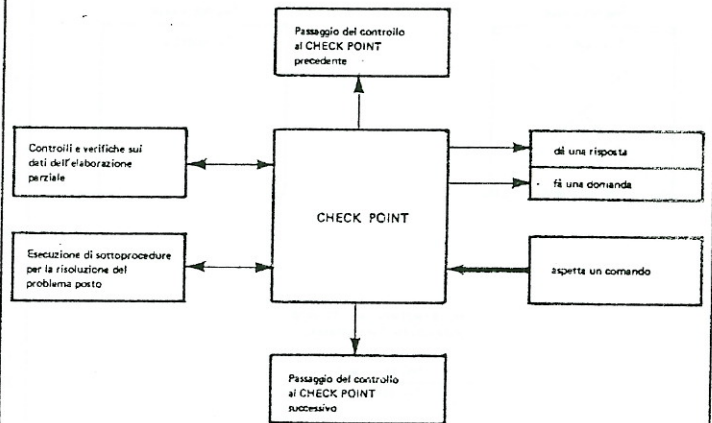 Passaggio del controllo
al CHECK POINT
precedente
Controlli e verifiche sui
dati dell'elaborazione
parziale
dà una risposta
fà una domanda
CHECK POINT
Esecuzione di sottoprocedure
per la risoluzione del
problema posto
aspetta un comando
Passaggio del controllo
al CHECK POINT
successivo